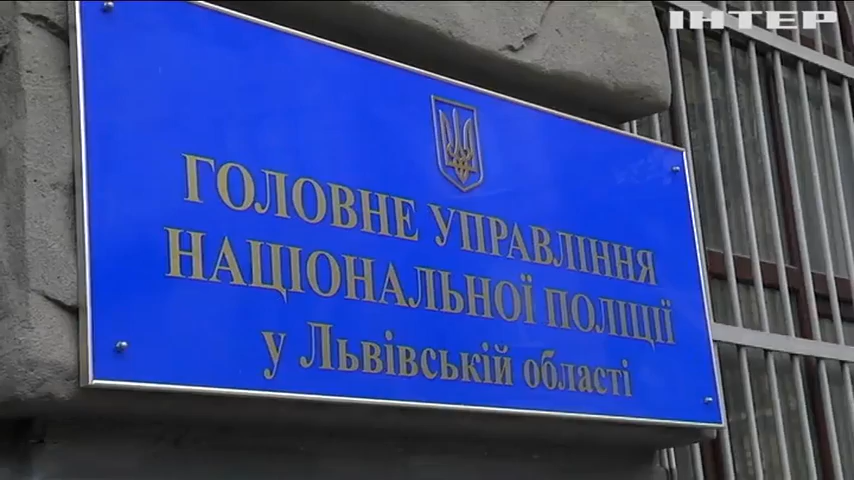 ІНТЕР
ГОЛОВНЕ УПРАВЛІННЯ
НАЦІОНАЛЬНОЇ ПОЛІЦІЇ
у Львівській області